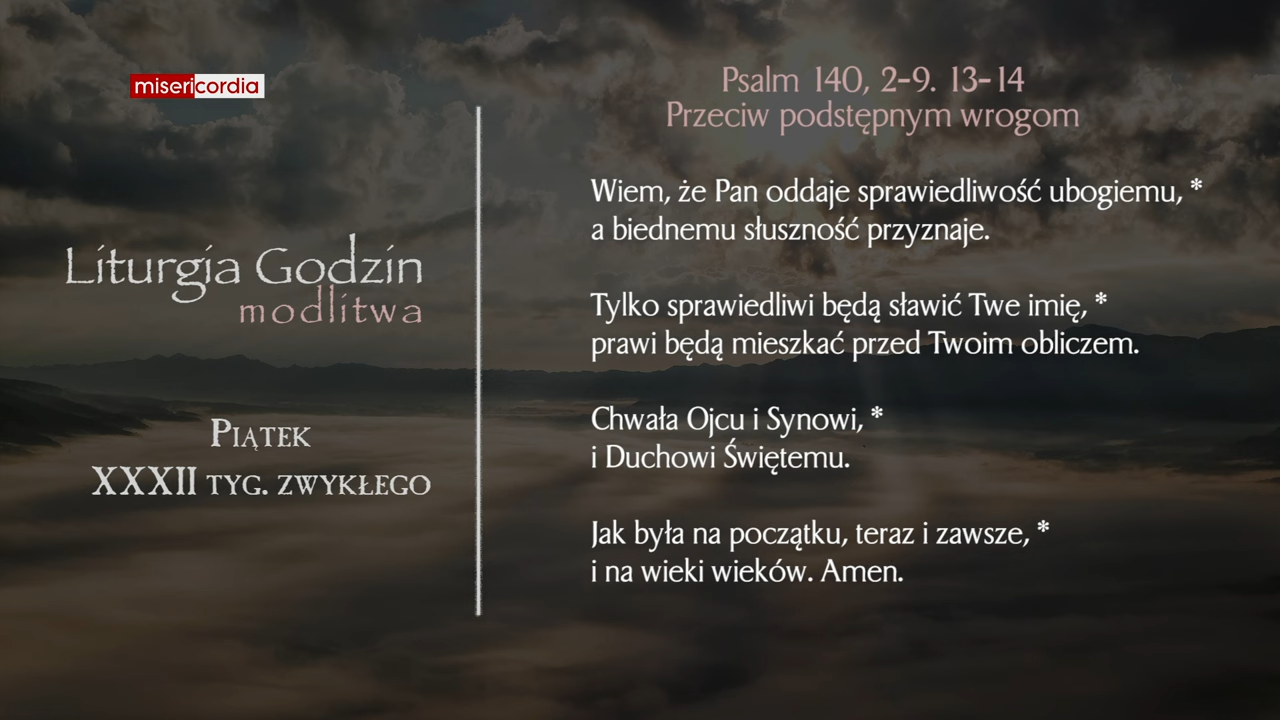 misericordia
Liturgia Godzin
modlitwa
Piątek
XXXII tyg. zwykłego
Psalm 140, 2-9. 13-14
Przeciw podstępnym wrogom
Wiem, że Pan oddaje sprawiedliwość ubogiemu, *
a biednemu słuszność przyznaje.
Tylko sprawiedliwi będą sławić Twe imię, *
prawi będą mieszkać przed Twoim obliczem.
Chwała Ojcu i Synowi, *
i Duchowi Świętemu.
Jak była na początku, teraz i zawsze, *
i na wieki wieków. Amen.